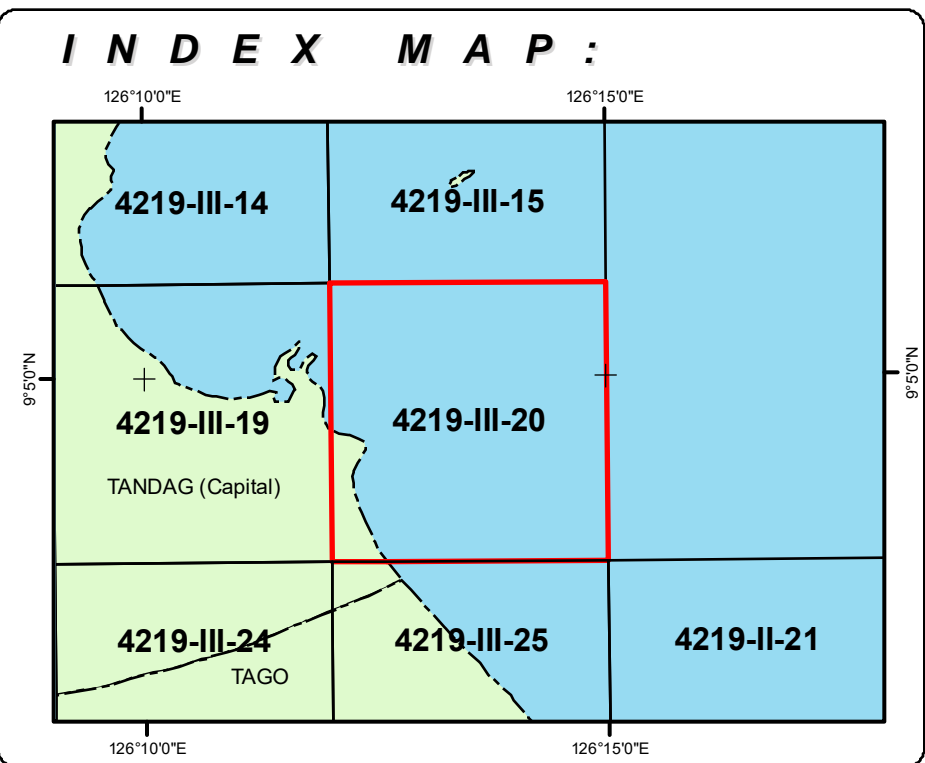 INDEX MAP:
126°10'0"E
126°15'0"E
4219-III-14
4219-III-15
9°5'0"N
9°5'0"N
4219-III-19
4219-III-20
TANDAG (Capital)
4219-III-24
4219-III-25
4219-II-21
TAGO
126°10'0"E
126°15'0"E